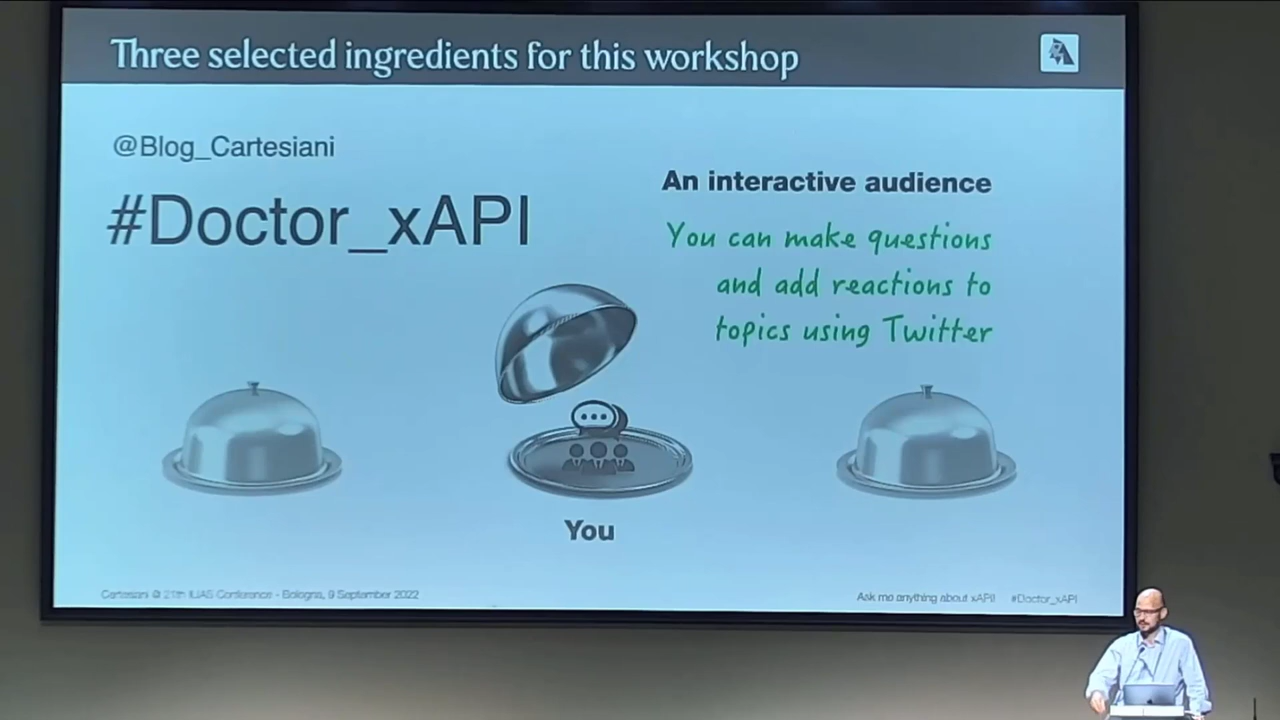 Three selected ingredients for this workshop
@Blog_Cartesiani
#Doctor_xAPI
An interactive audience
You can make questions
and add reactions to
topics using Twitter
You
Cartesiani @ 21th ILIAS Conference - Bologna, 9 September 2022
Ask me anything about xAPI! #Doctor_xAPI